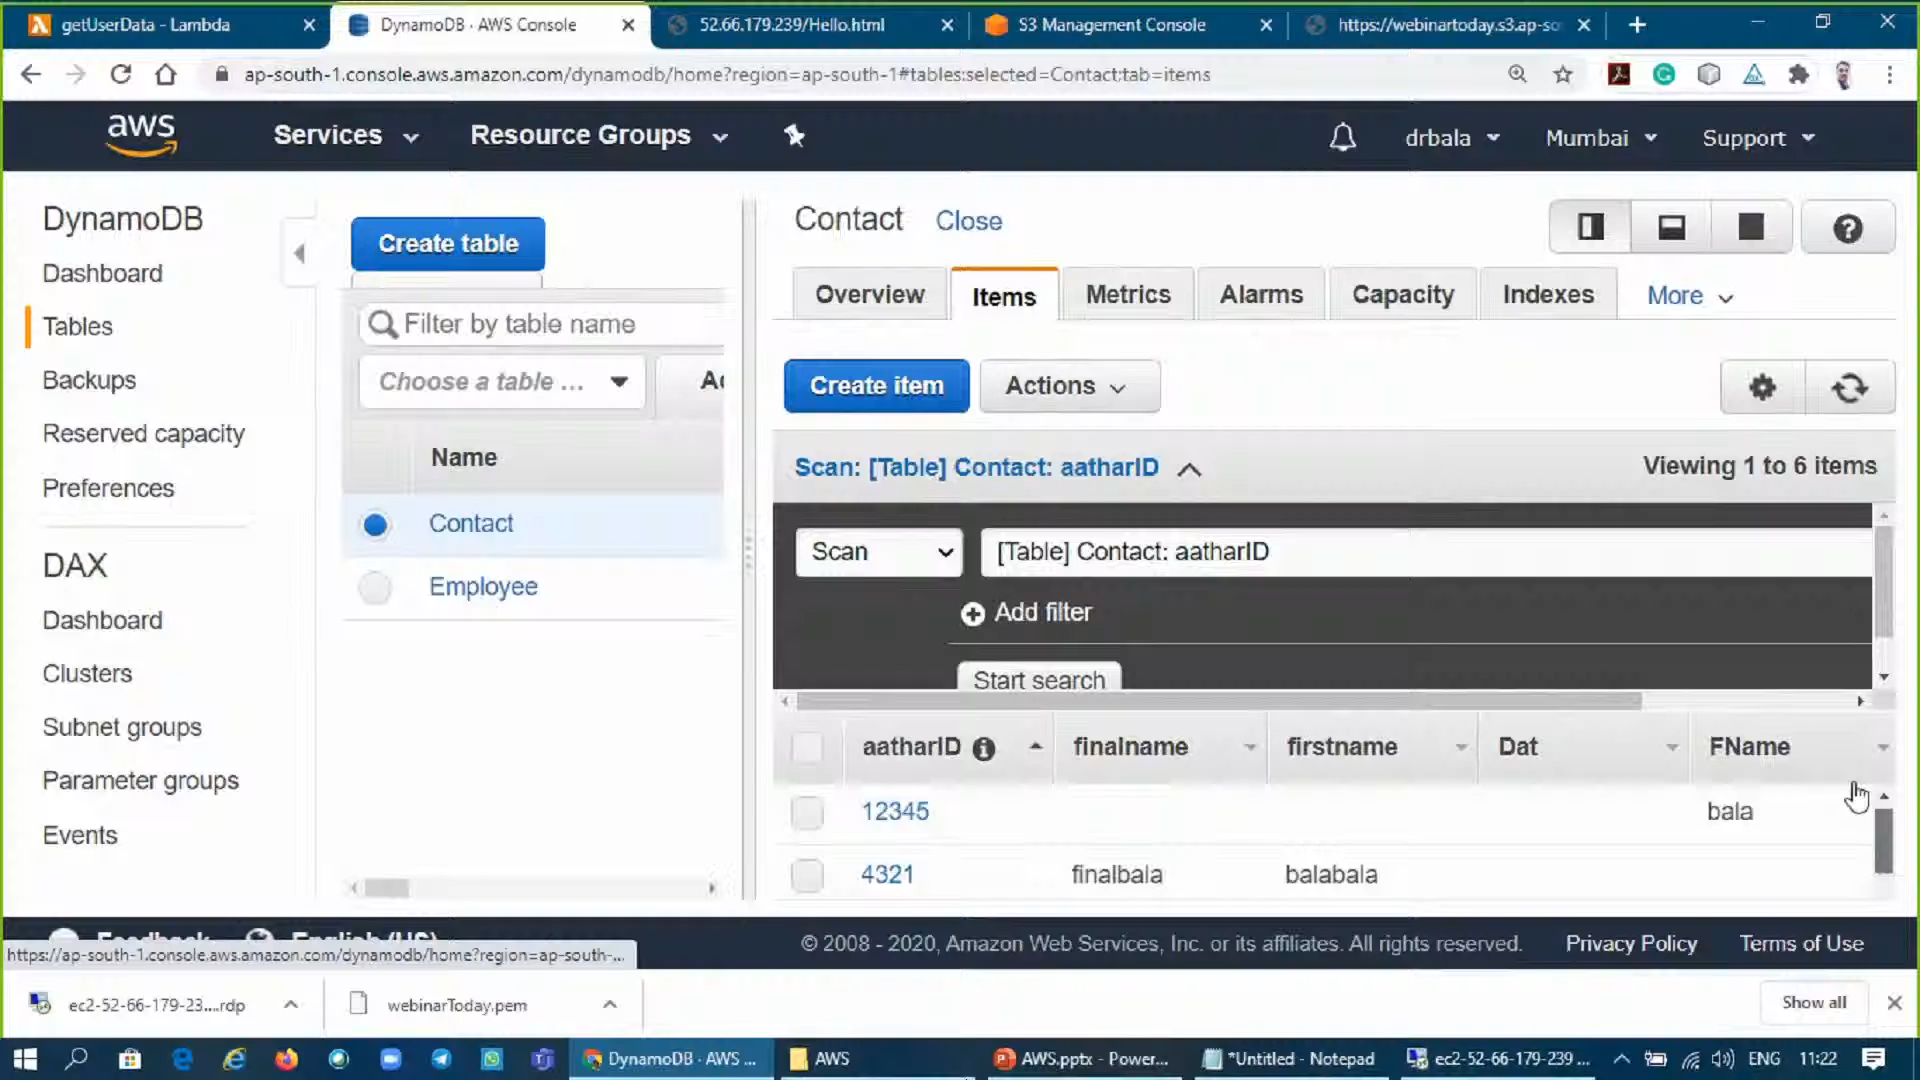 getUserData - Lambda
DynamoDB · AWS Console
52.66.179.239/Hello.html
S3 Management Console
https://webinartoday.s3.ap-so
ap-south-1.console.aws.amazon.com/dynamodb/home?region=ap-south-1#tables:selected=Contact;tab=items
aws
Services
Resource Groups
drbala
Mumbai
Support
DynamoDB
Dashboard
Tables
Backups
Reserved capacity
Preferences
DAX
Dashboard
Clusters
Subnet groups
Parameter groups
Events
Create table
Filter by table name
Choose a table ...
Name
Contact
Employee
Contact Close
Overview
Items
Metrics
Alarms
Capacity
Indexes
More
Create item
Actions
Scan: [Table] Contact: aatharID
Viewing 1 to 6 items
Scan
[Table] Contact: aatharID
Add filter
Start search
aatharID finalname firstname Dat FName
12345 bala
4321 finalbala balabala
Feedback English (US)
© 2008 - 2020, Amazon Web Services, Inc. or its affiliates. All rights reserved. Privacy Policy Terms of Use
https://ap-south-1.console.aws.amazon.com/dynamodb/home?region=ap-south-...
ec2-52-66-179-23....rdp
webinarToday.pem
Show all
DynamoDB · AWS ...
AWS
AWS.pptx - Power...
*Untitled - Notepad
ec2-52-66-179-239 ...
ENG
11:22